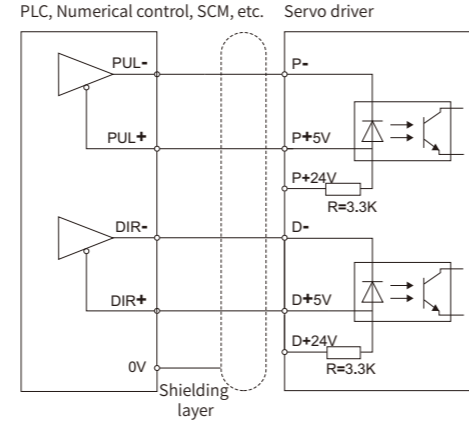 PLC, Numerical control, SCM, etc. Servo driver
PUL-
P-
PUL+
P+5V
P+24V
R=3.3K
DIR-
D-
DIR+
D+5V
D+24V
R=3.3K
0V
Shielding
layer